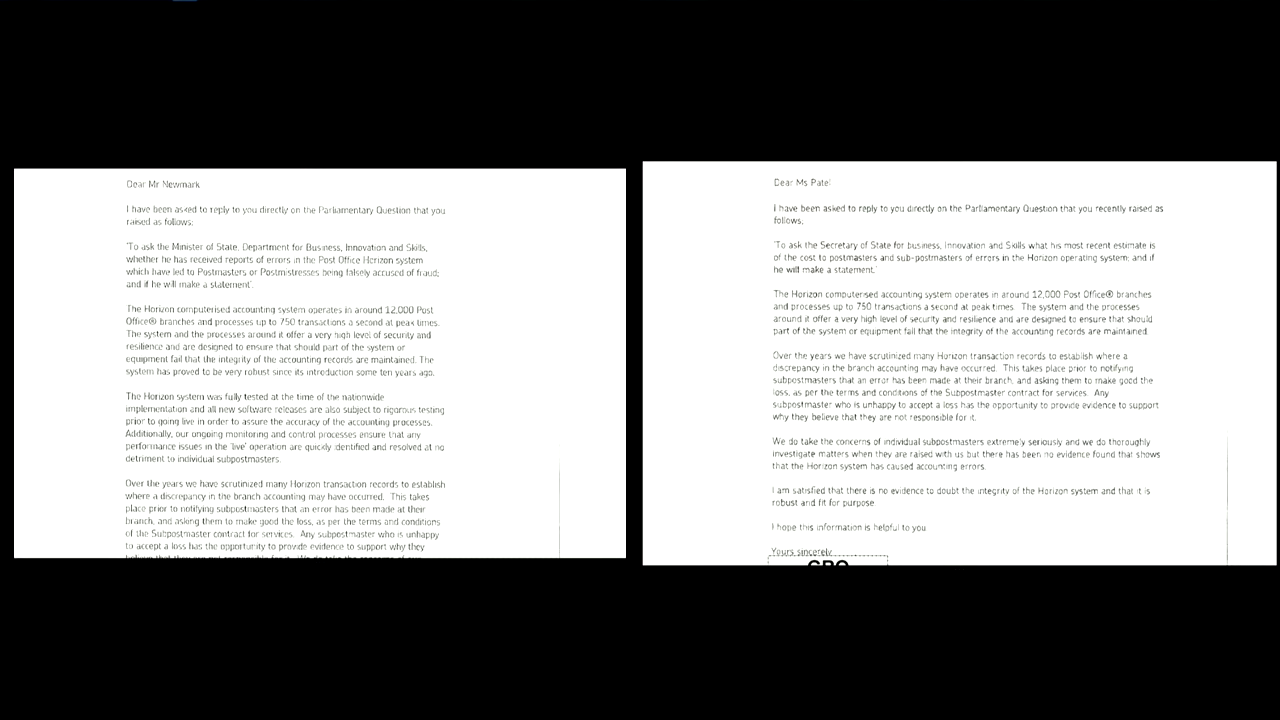 Dear Mr Newmark
I have been asked to reply to you directly on the Parliamentary Question that you
raised as follows;
'To ask the Minister of State, Department for Business, Innovation and Skills,
whether he has received reports of errors in the Post Office Horizon system
which have led to Postmasters or Postmistresses being falsely accused of fraud;
and if he will make a statement'.
The Horizon computerised accounting system operates in around 12,000 Post
Office® branches and processes up to 750 transactions a second at peak times.
The system and the processes around it offer a very high level of security and
resilience and are designed to ensure that should part of the system or
equipment fail that the integrity of the accounting records are maintained. The
system has proved to be very robust since its introduction some ten years ago.
The Horizon system was fully tested at the time of the nationwide
implementation and all new software releases are also subject to rigorous testing
prior to going live in order to assure the accuracy of the accounting processes.
Additionally, our ongoing monitoring and control processes ensure that any
performance issues in the 'live' operation are quickly identified and resolved at no
detriment to individual subpostmasters.
Over the years we have scrutinized many Horizon transaction records to establish
where a discrepancy in the branch accounting may have occurred. This takes
place prior to notifying subpostmasters that an error has been made at their
branch, and asking them to make good the loss, as per the terms and conditions
of the Subpostmaster contract for services. Any subpostmaster who is unhappy
to accept a loss has the opportunity to provide evidence to support why they
believe that they are not responsible for it. We do take the concerns of
Dear Ms Patel
I have been asked to reply to you directly on the Parliamentary Question that you recently raised as
follows;
'To ask the Secretary of State for business, Innovation and Skills what his most recent estimate is
of the cost to postmasters and sub-postmasters of errors in the Horizon operating system; and if
he will make a statement.'
The Horizon computerised accounting system operates in around 12,000 Post Office® branches
and processes up to 750 transactions a second at peak times. The system and the processes
around it offer a very high level of security and resilience and are designed to ensure that should
part of the system or equipment fail that the integrity of the accounting records are maintained.
Over the years we have scrutinized many Horizon transaction records to establish where a
discrepancy in the branch accounting may have occurred. This takes place prior to notifying
subpostmasters that an error has been made at their branch, and asking them to make good the
loss, as per the terms and conditions of the Subpostmaster contract for services. Any
subpostmaster who is unhappy to accept a loss has the opportunity to provide evidence to support
why they believe that they are not responsible for it.
We do take the concerns of individual subpostmasters extremely seriously and we do thoroughly
investigate matters when they are raised with us but there has been no evidence found that shows
that the Horizon system has caused accounting errors.
I am satisfied that there is no evidence to doubt the integrity of the Horizon system and that it is
robust and fit for purpose
I hope this information is helpful to you
Yours sincerely
GRO